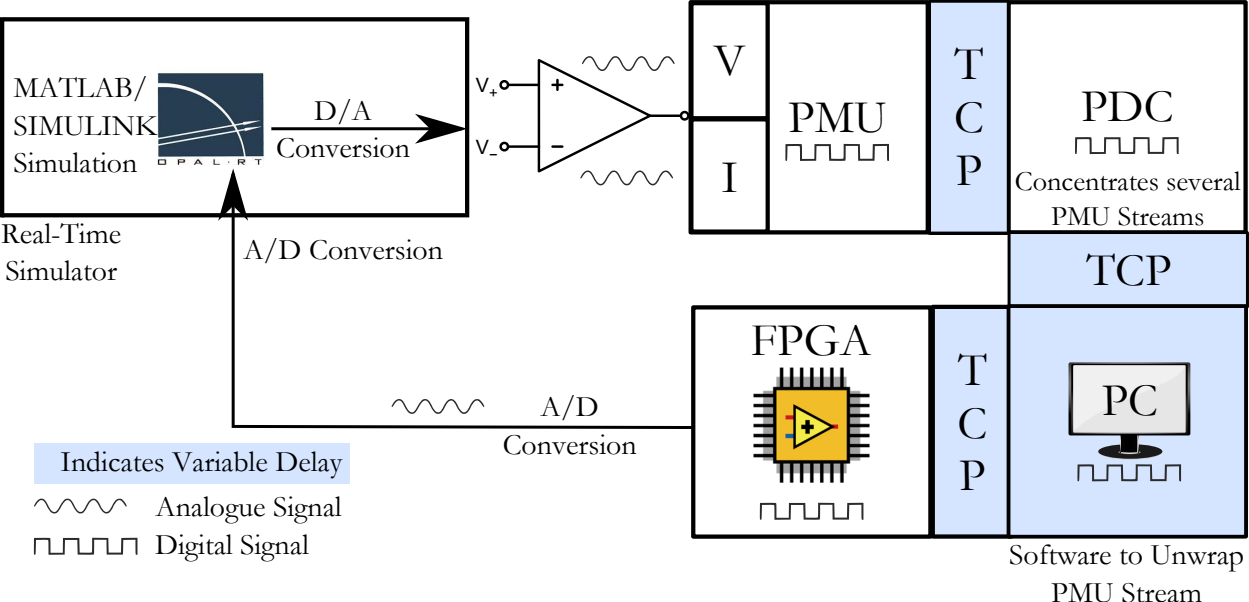 MATLAB/
SIMULINK
Simulation
OPAL-RT
D/A
Conversion
Real-Time
Simulator
A/D Conversion
V+
V−
+
−
V
I
PMU
T
C
P
PDC
Concentrates several
PMU Streams
TCP
FPGA
+
T
C
P
PC
Software to Unwrap
PMU Stream
A/D
Conversion
Indicates Variable Delay
Analogue Signal
Digital Signal